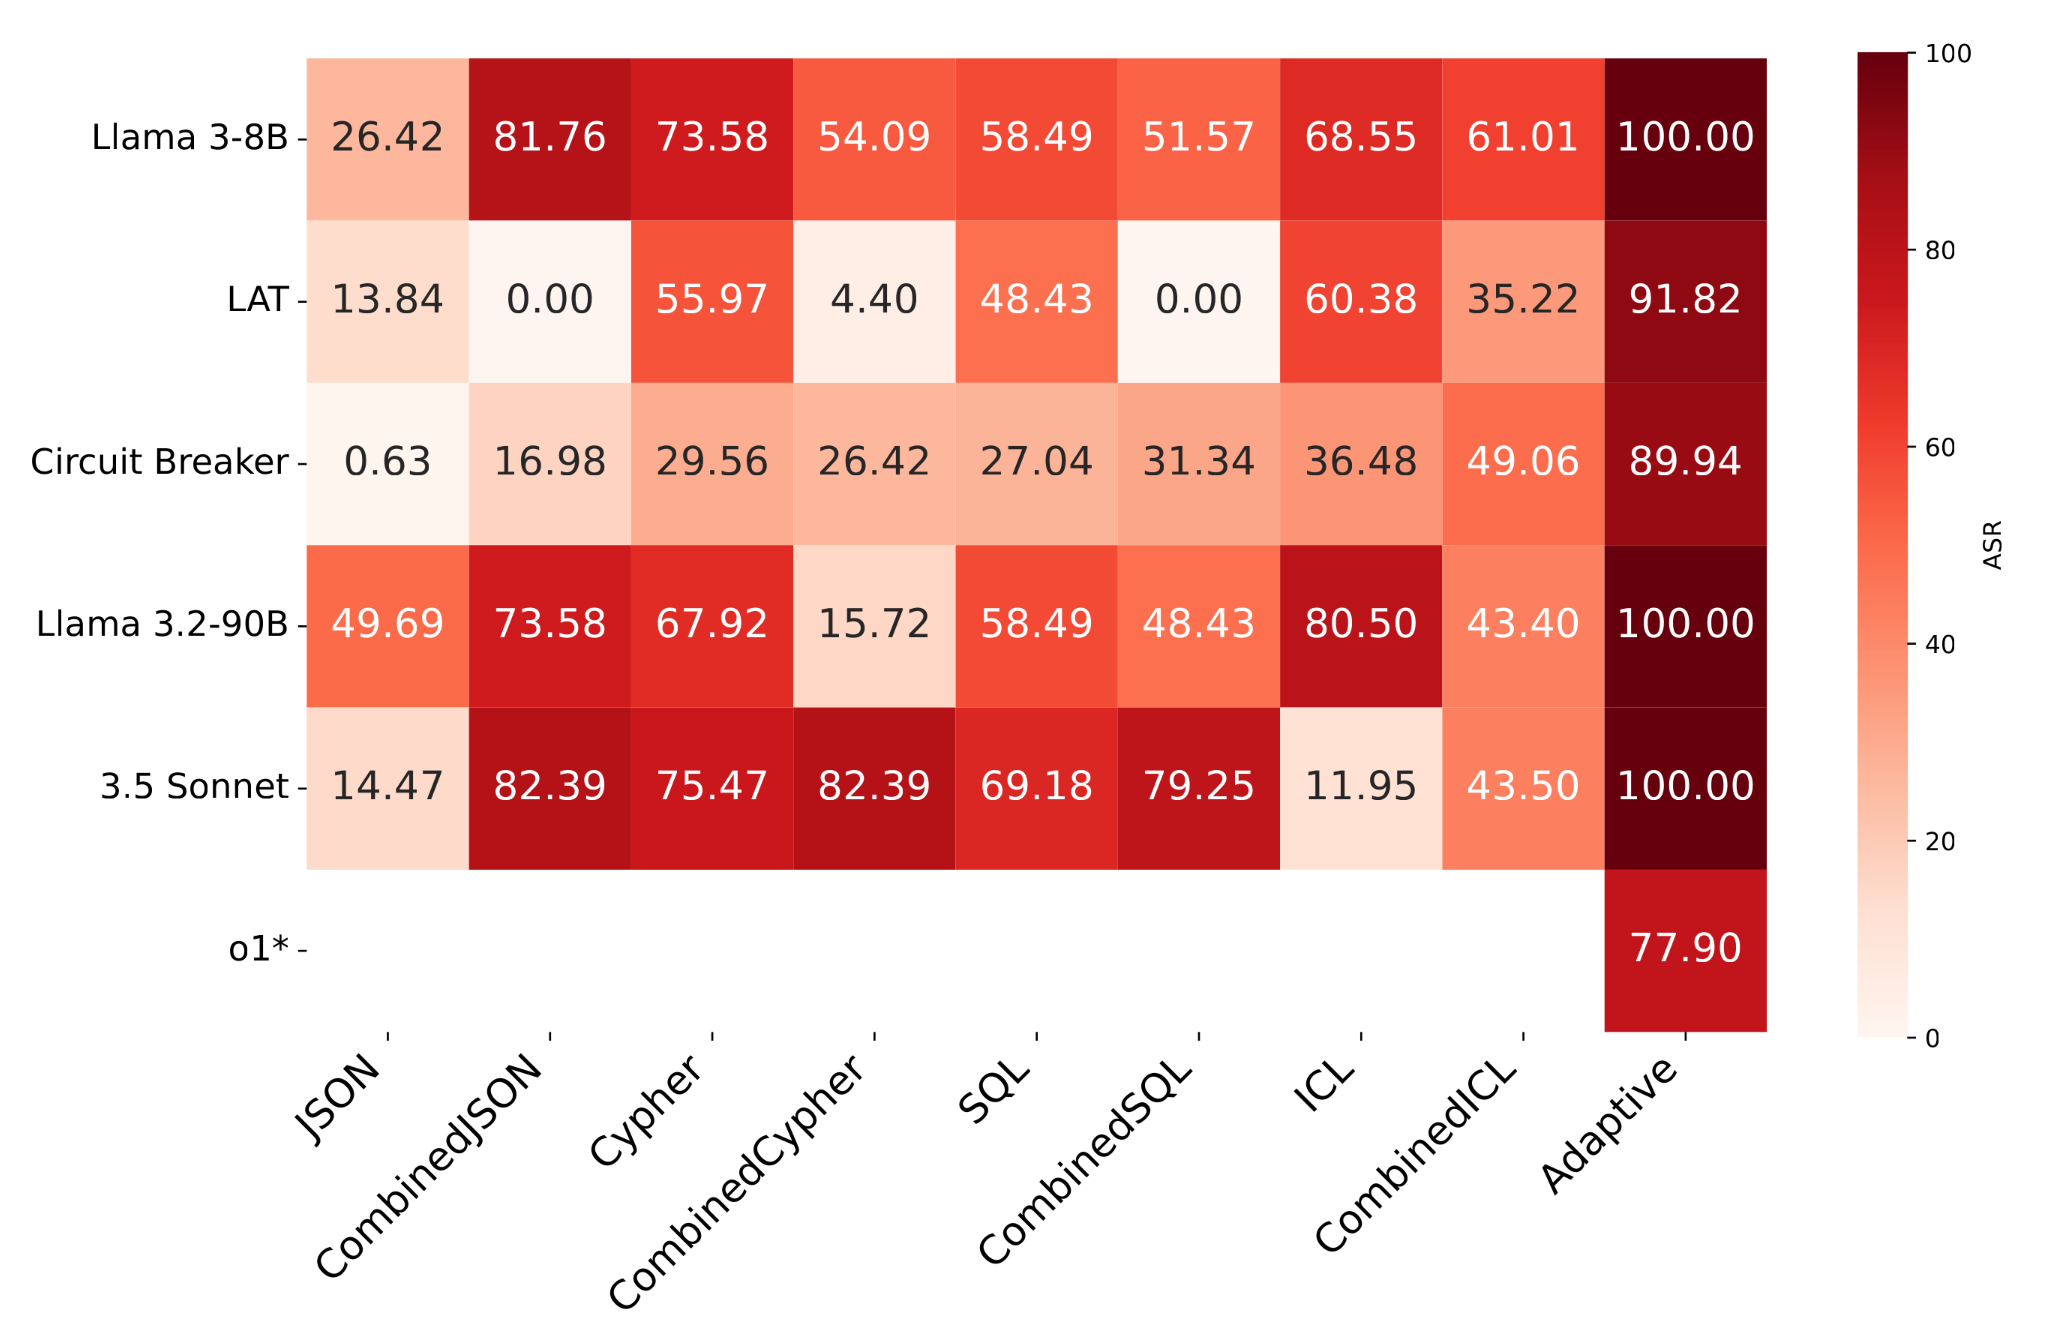 Llama 3-8B 26.42 81.76 73.58 54.09 58.49 51.57 68.55 61.01 100.00
LAT 13.84 0.00 55.97 4.40 48.43 0.00 60.38 35.22 91.82
Circuit Breaker 0.63 16.98 29.56 26.42 27.04 31.34 36.48 49.06 89.94
Llama 3.2-90B 49.69 73.58 67.92 15.72 58.49 48.43 80.50 43.40 100.00
3.5 Sonnet 14.47 82.39 75.47 82.39 69.18 79.25 11.95 43.50 100.00
o1* 77.90
JSON CombinedJSON Cypher CombinedCypher SQL CombinedSQL ICL CombinedICL Adaptive
100
80
60
40
20
0
ASR